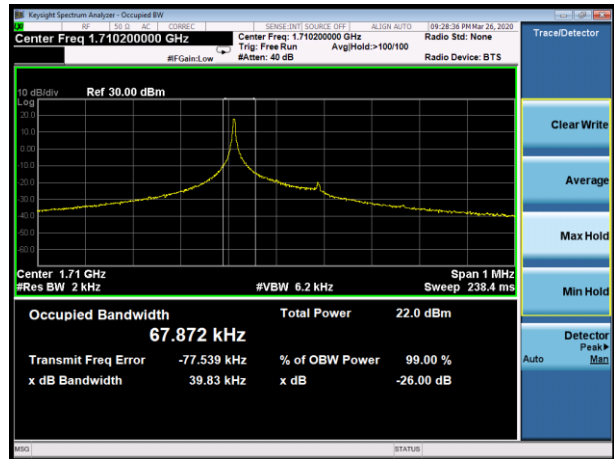 Keysight Spectrum Analyzer - Occupied BW
RF 50 Ω AC CORREC SENSE:INT SOURCE OFF ALIGN AUTO 09:28:36 PM Mar 26, 2020
Center Freq 1.710200000 GHz
Center Freq: 1.710200000 GHz
Radio Std: None
Trig: Free Run Avg|Hold:>100/100
#IFGain:Low #Atten: 40 dB Radio Device: BTS
Trace/Detector
10 dB/div Ref 30.00 dBm
Log
20.0
10.0
0.00
-10.0
-20.0
-30.0
-40.0
-50.0
-60.0
Clear Write
Average
Max Hold
Min Hold
Detector
Peak▶
Auto Man
Center 1.71 GHz Span 1 MHz
#Res BW 2 kHz #VBW 6.2 kHz Sweep 238.4 ms
Occupied Bandwidth Total Power 22.0 dBm
67.872 kHz
Transmit Freq Error -77.539 kHz % of OBW Power 99.00 %
x dB Bandwidth 39.83 kHz x dB -26.00 dB
MSG STATUS